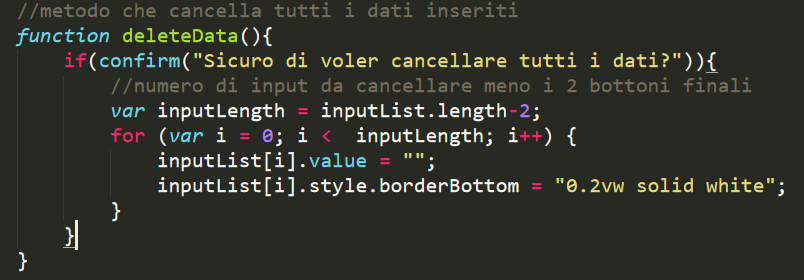 //metodo che cancella tutti i dati inseriti
function deleteData(){
    if(confirm("Sicuro di voler cancellare tutti i dati?")){
        //numero di input da cancellare meno i 2 bottoni finali
        var inputLength = inputList.length-2;
        for (var i = 0; i <  inputLength; i++) {
            inputList[i].value = "";
            inputList[i].style.borderBottom = "0.2vw solid white";
        }
    }
}